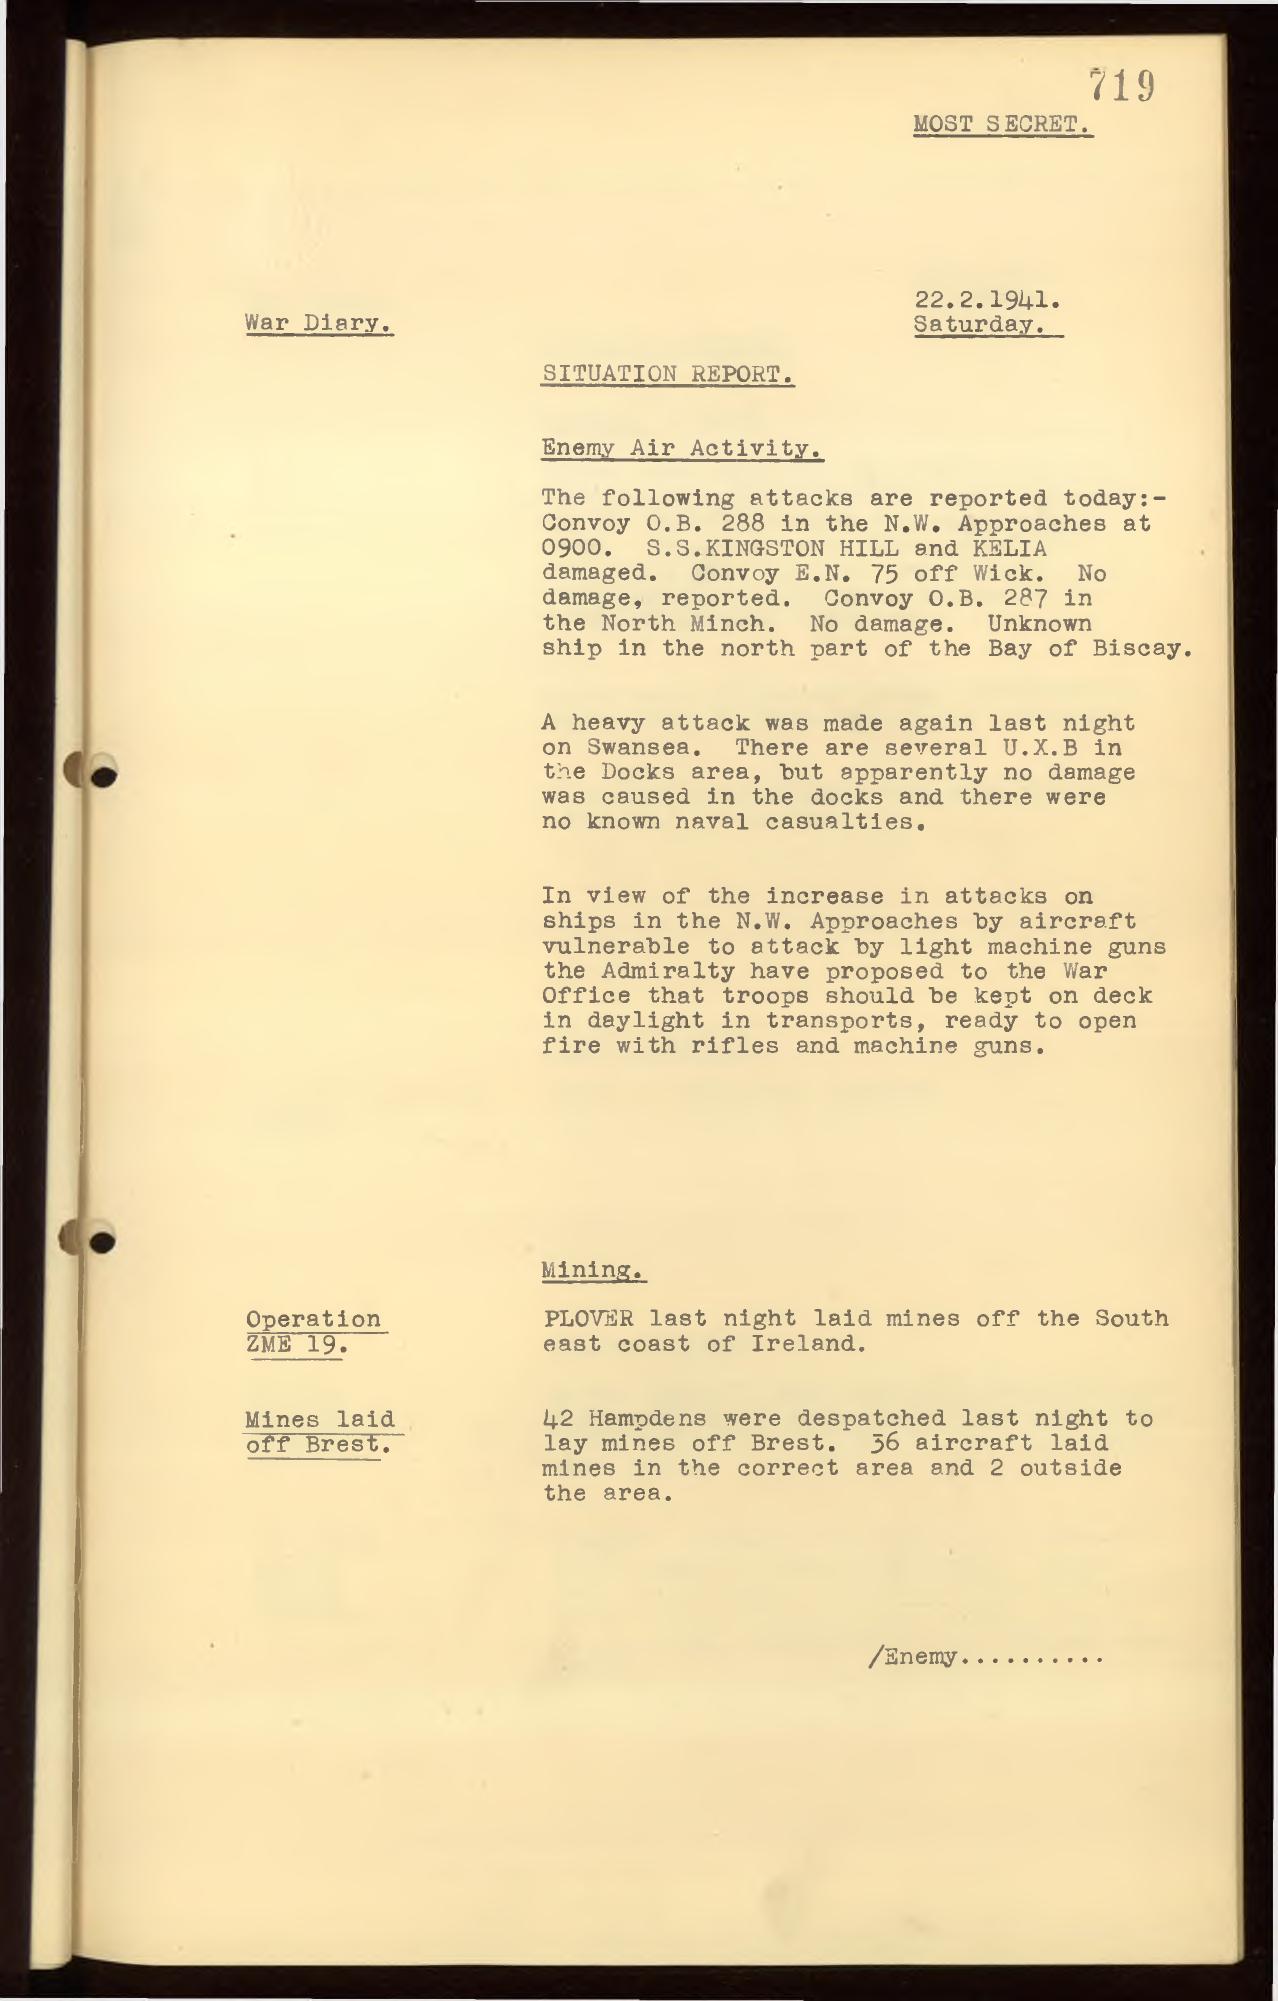 719
MOST SECRET.
22.2.1941.
War Diary.
Saturday.
SITUATION REPORT.
Enemy Air Activity.
The following attacks are reported today:-
Convoy O.B. 288 in the N.W. Approaches at
0900. S.S.KINGSTON HILL and KELIA
damaged. Convoy E.N. 75 off Wick. No
damage, reported. Convoy O.B. 287 in
the North Minch. No damage. Unknown
ship in the north part of the Bay of Biscay.
A heavy attack was made again last night
on Swansea. There are several U.X.B in
the Docks area, but apparently no damage
was caused in the docks and there were
no known naval casualties.
In view of the increase in attacks on
ships in the N.W. Approaches by aircraft
vulnerable to attack by light machine guns
the Admiralty have proposed to the War
Office that troops should be kept on deck
in daylight in transports, ready to open
fire with rifles and machine guns.
Mining.
Operation
ZME 19.
PLOVER last night laid mines off the South
east coast of Ireland.
Mines laid
off Brest.
42 Hampdens were despatched last night to
lay mines off Brest. 36 aircraft laid
mines in the correct area and 2 outside
the area.
/Enemy..........